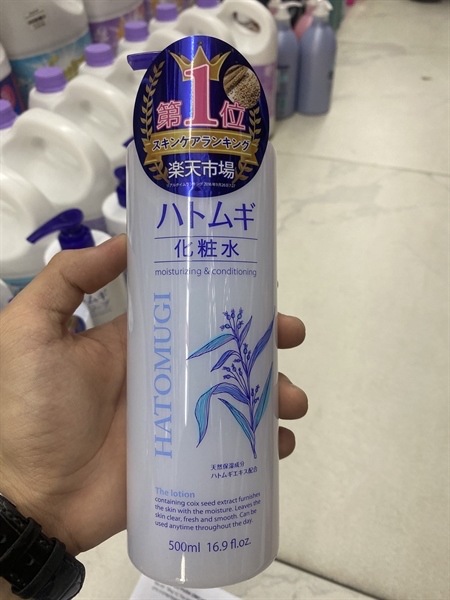 第1位
スキンケアランキング
楽天市場
ハトムギ
化粧水
moisturizing & conditioning
HATOMUGI
天然保湿成分
ハトムギエキス配合
The lotion
containing coix seed extract furnishes
the skin with the moisture. Leaves the
skin clear, fresh and smooth. Can be
used anytime throughout the day.
500ml 16.9 fl.oz.